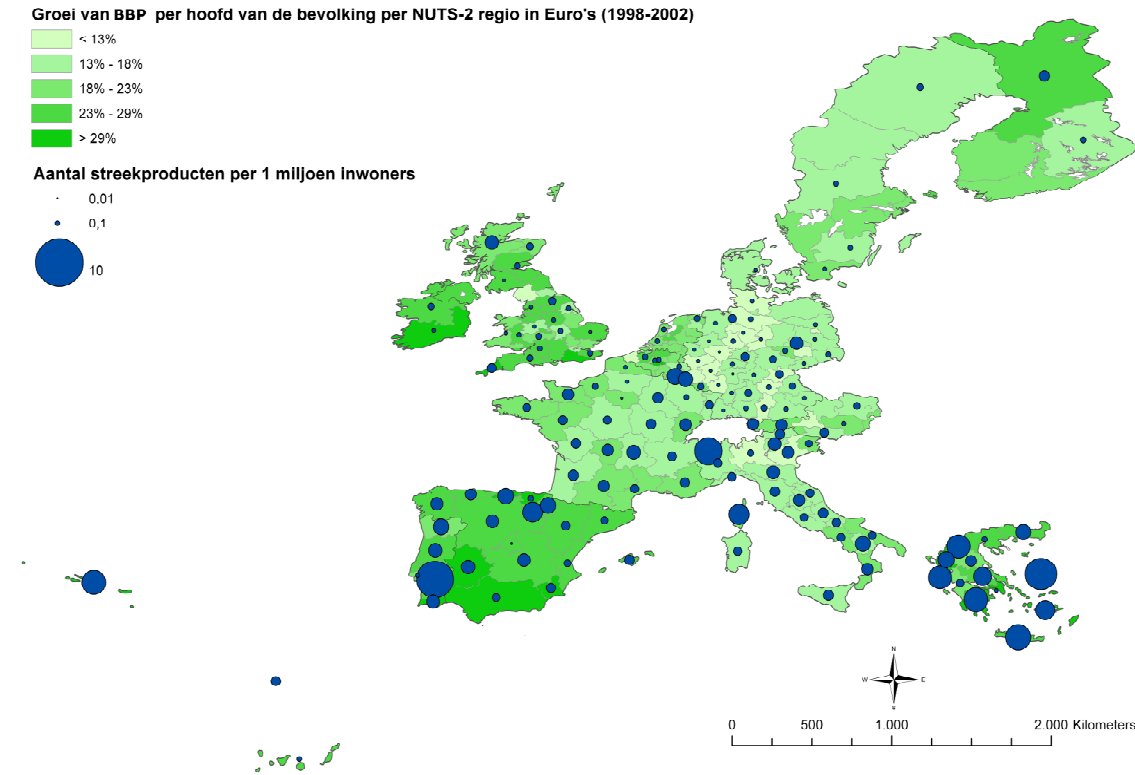 Groei van BBP per hoofd van de bevolking per NUTS-2 regio in Euro's (1998-2002)
< 13%
13% - 18%
18% - 23%
23% - 29%
> 29%
Aantal streekproducten per 1 miljoen inwoners
0.01
0,1
10
N
W E
0 500 1.000 2.000 Kilometers